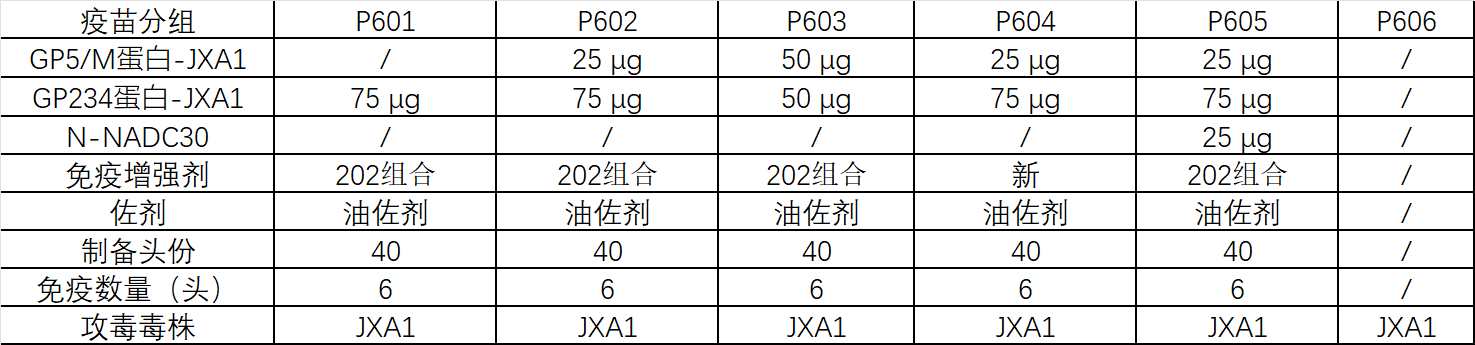 疫苗分组 P601 P602 P603 P604 P605 P606
GP5/M蛋白-JXA1 / 25 μg 50 μg 25 μg 25 μg /
GP234蛋白-JXA1 75 μg 75 μg 50 μg 75 μg 75 μg /
N-NADC30 / / / / 25 μg /
免疫增强剂 202组合 202组合 202组合 新 202组合 /
佐剂 油佐剂 油佐剂 油佐剂 油佐剂 油佐剂 /
制备头份 40 40 40 40 40 /
免疫数量（头） 6 6 6 6 6 /
攻毒毒株 JXA1 JXA1 JXA1 JXA1 JXA1 JXA1